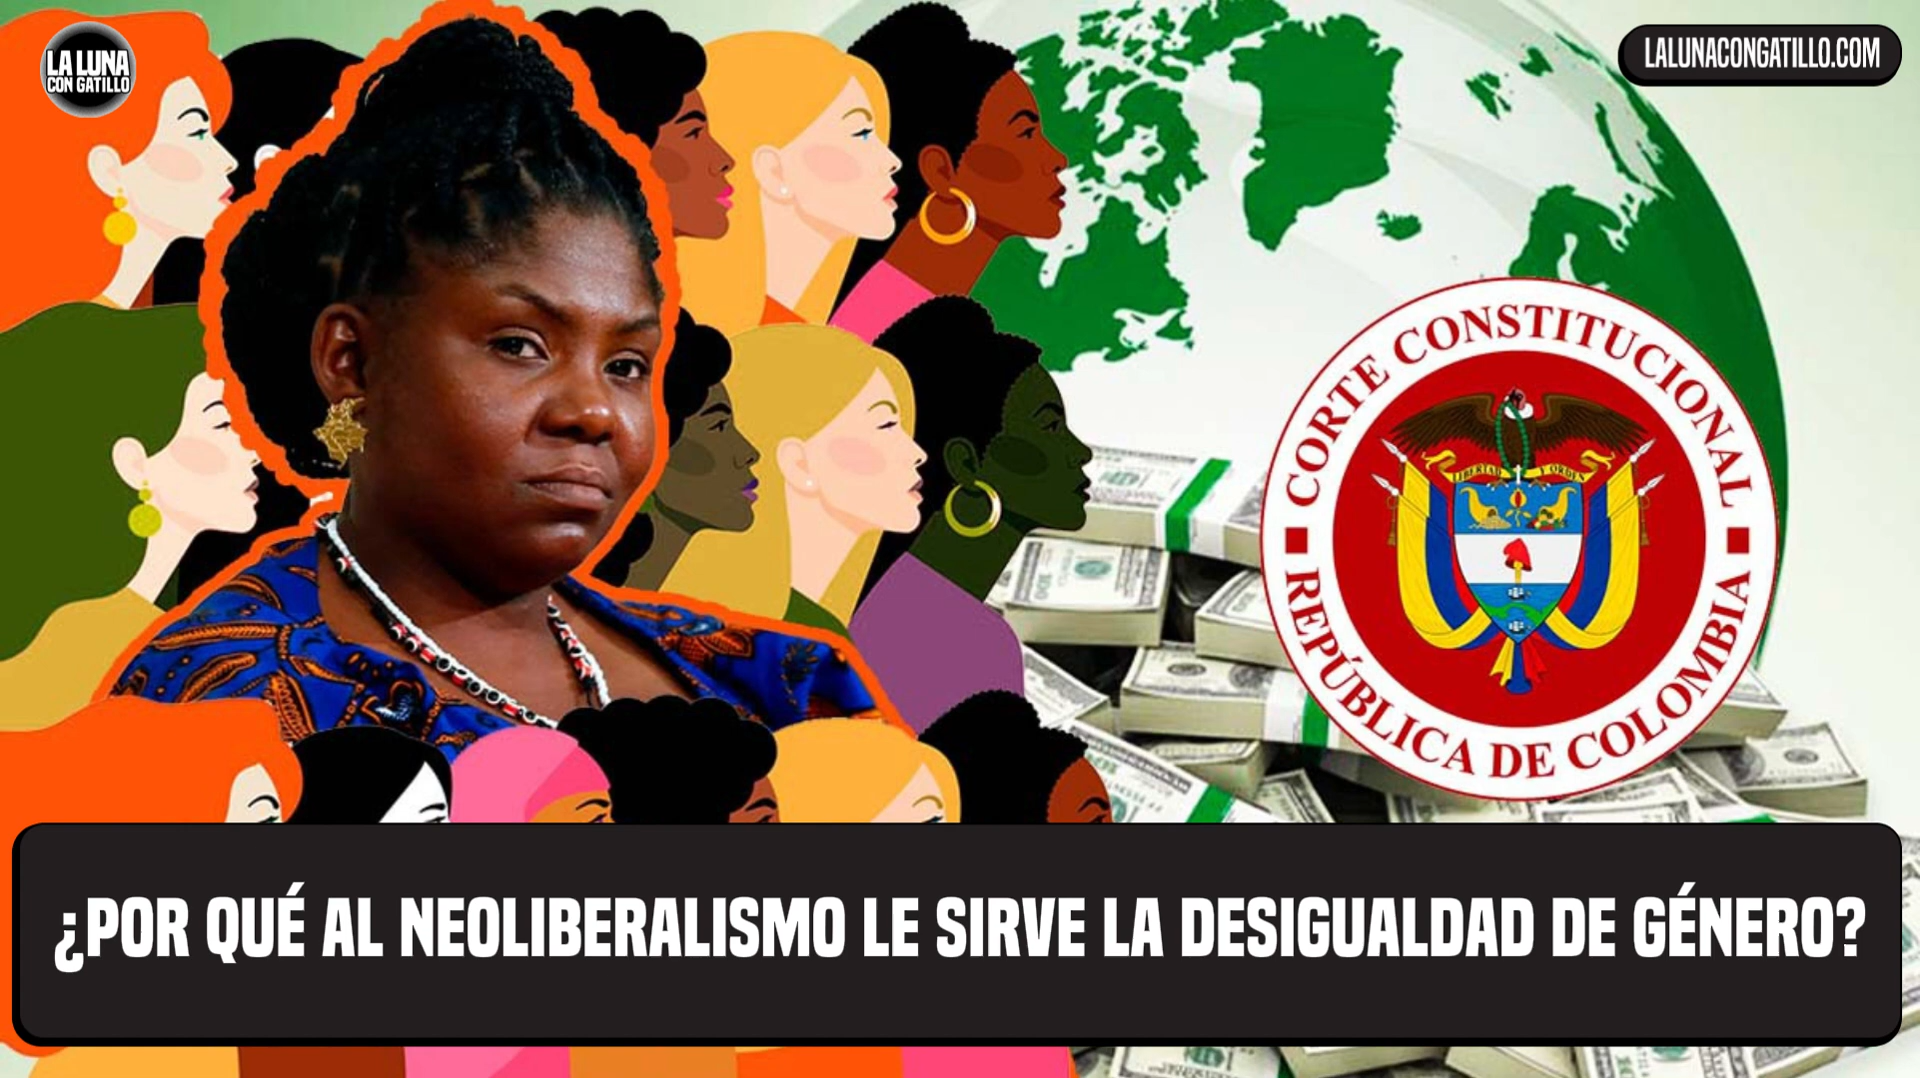 LA LUNA
CON GATILLO
LALUNACONGATILLO.COM
CORTE CONSTITUCIONAL
LIBERTAD Y ORDEN
REPÚBLICA DE COLOMBIA
¿POR QUÉ AL NEOLIBERALISMO LE SIRVE LA DESIGUALDAD DE GÉNERO?